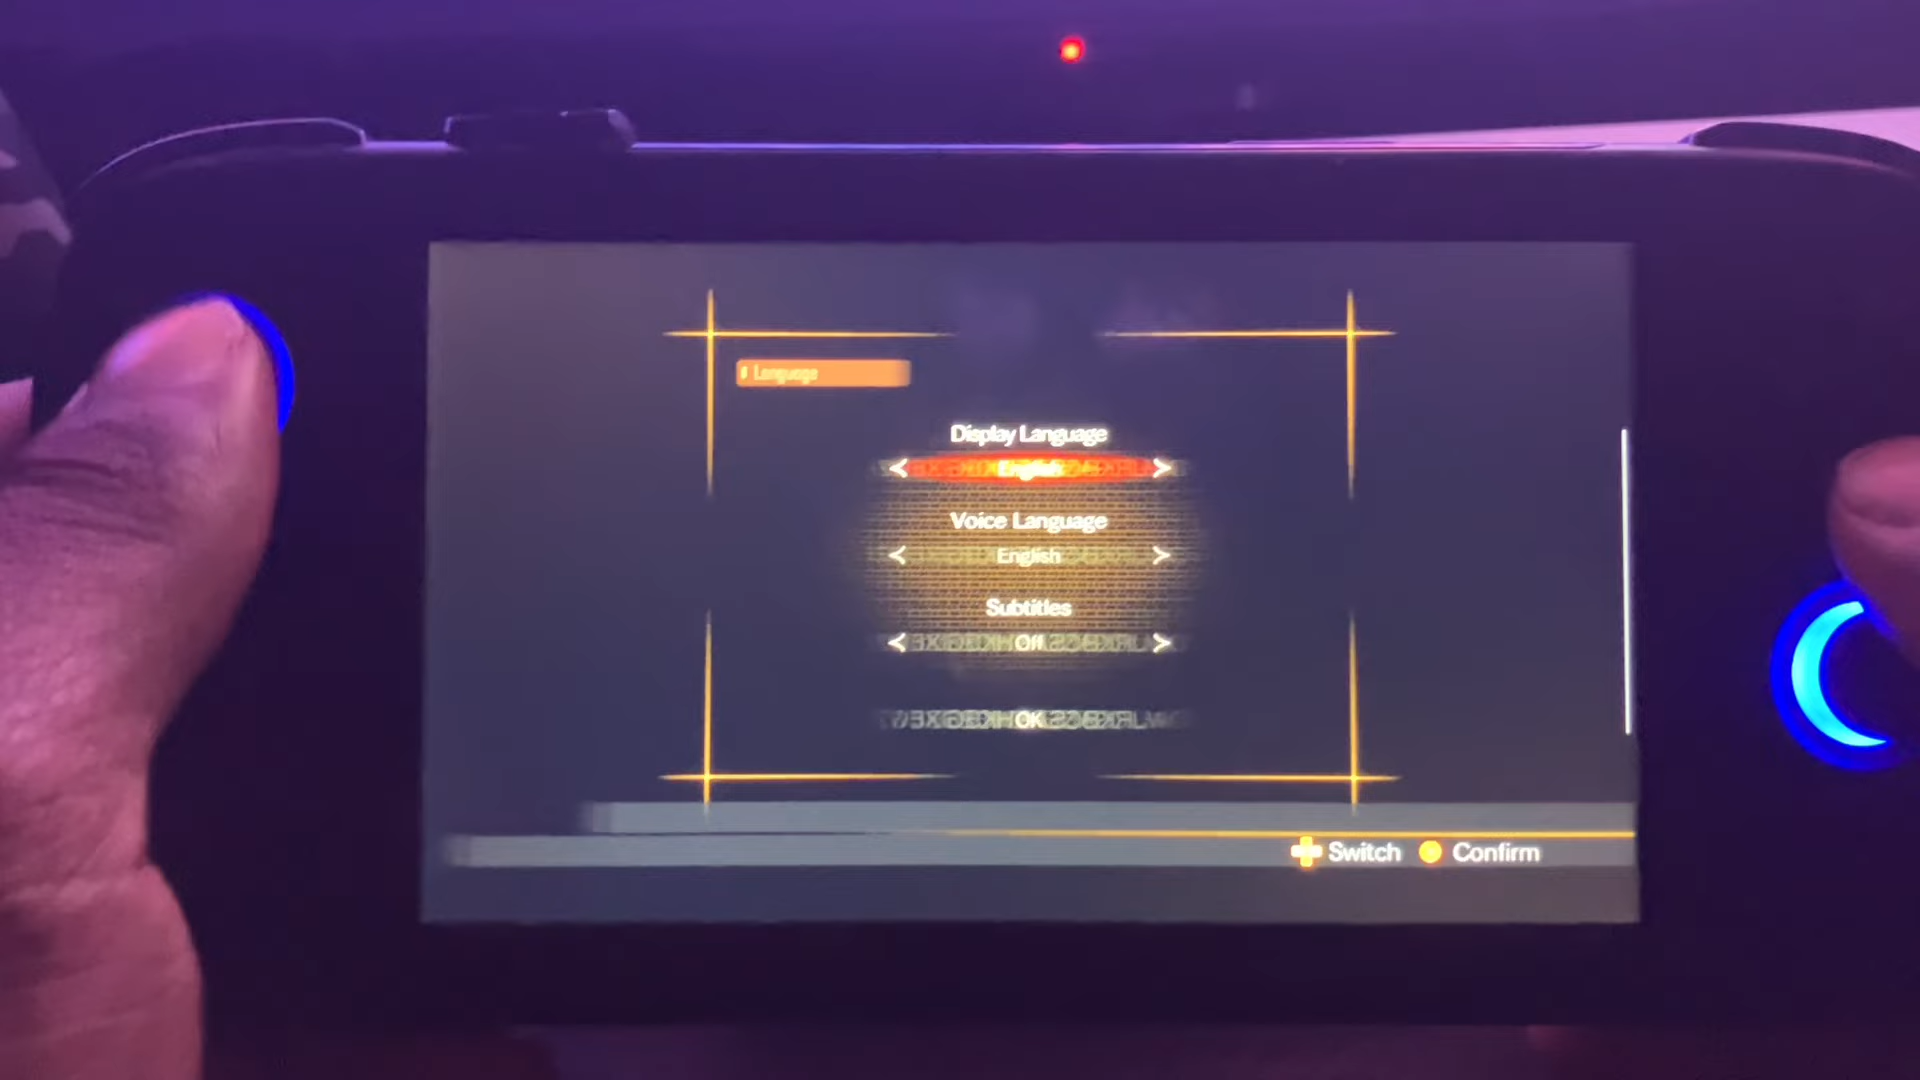 Language
Display Language
English
Voice Language
English
Subtitles
Off
OK
Switch Confirm